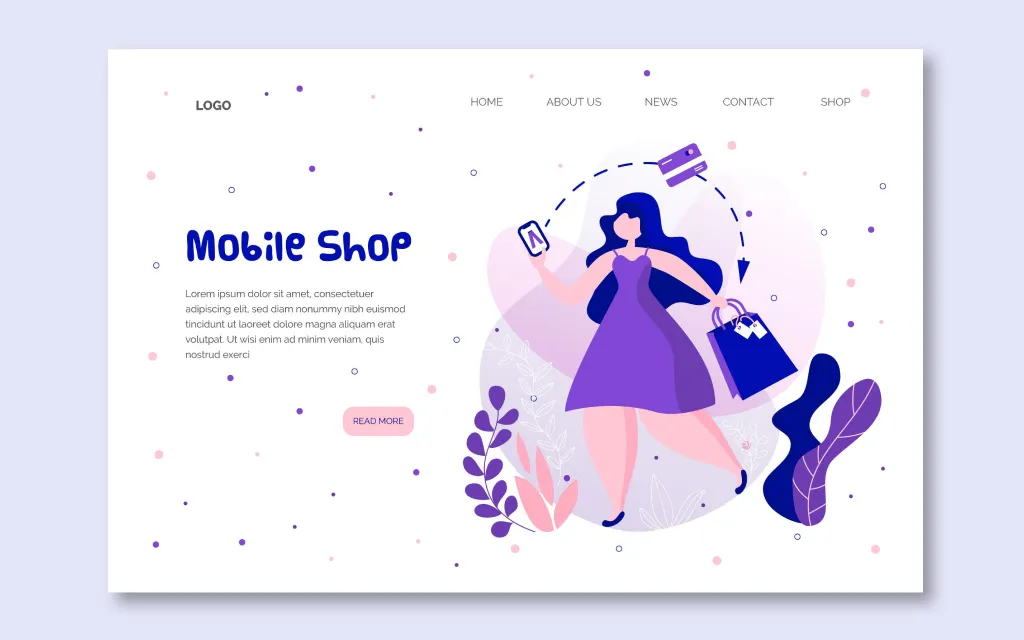 LOGO
HOME ABOUT US NEWS CONTACT SHOP
Mobile Shop
Lorem ipsum dolor sit amet, consectetuer
adipiscing elit, sed diam nonummy nibh euismod
tincidunt ut laoreet dolore magna aliquam erat
volutpat. Ut wisi enim ad minim veniam, quis
nostrud exerci
READ MORE